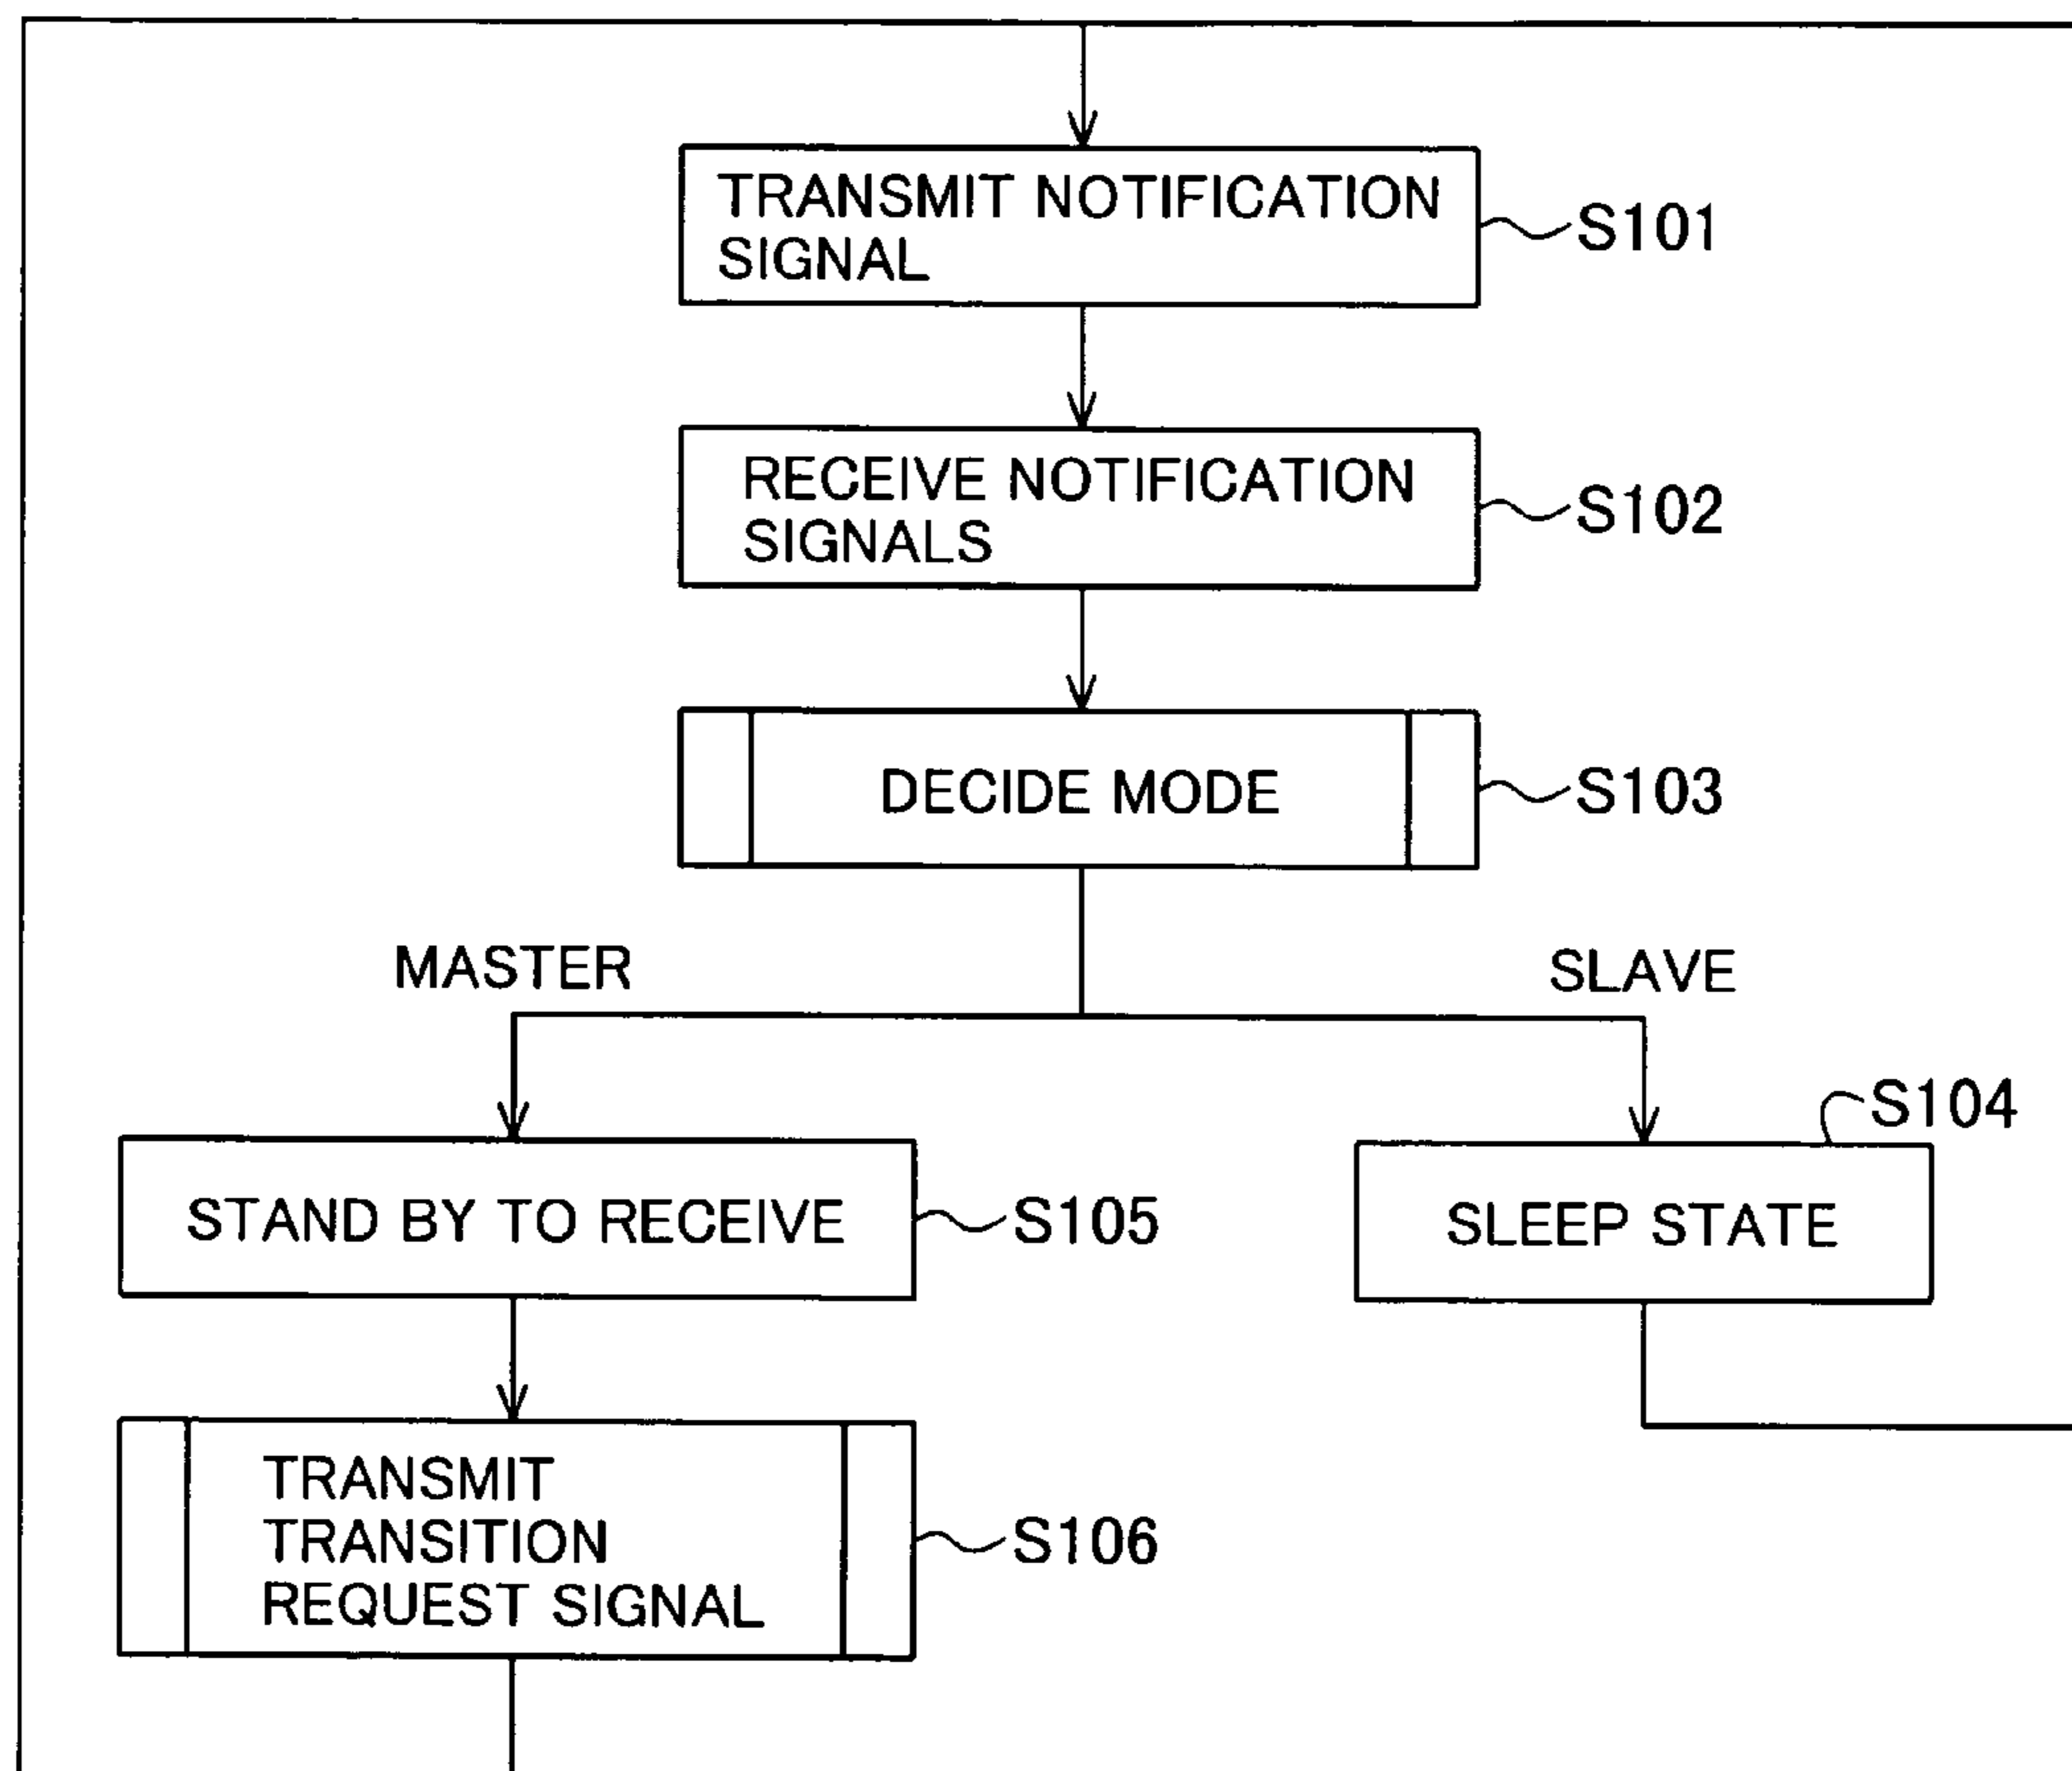 TRANSMIT NOTIFICATION
SIGNAL
S101
RECEIVE NOTIFICATION
SIGNALS
S102
DECIDE MODE
S103
MASTER
SLAVE
S104
STAND BY TO RECEIVE
S105
SLEEP STATE
TRANSMIT
TRANSITION
REQUEST SIGNAL
S106